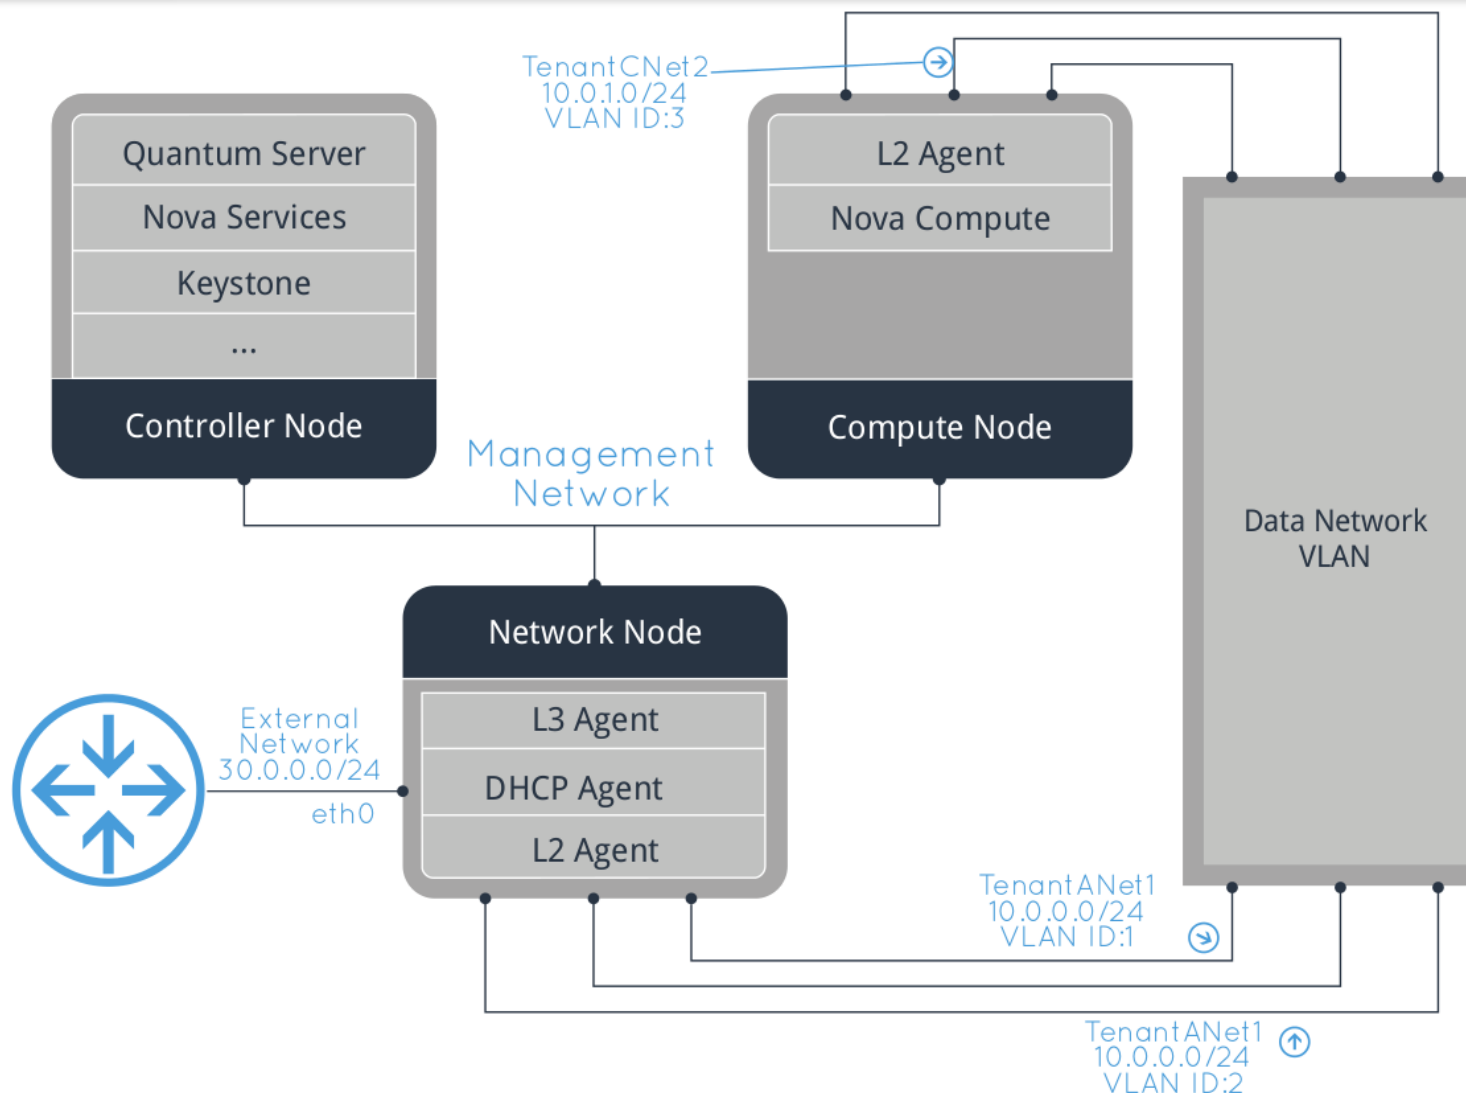 TenantCNet2
10.0.1.0/24
VLAN ID:3
Quantum Server
Nova Services
Keystone
...
Controller Node
L2 Agent
Nova Compute
Compute Node
Management
Network
Data Network
VLAN
Network Node
L3 Agent
DHCP Agent
L2 Agent
External
Network
30.0.0.0/24
eth0
TenantANet1
10.0.0.0/24
VLAN ID:1
TenantANet1
10.0.0.0/24
VLAN ID:2